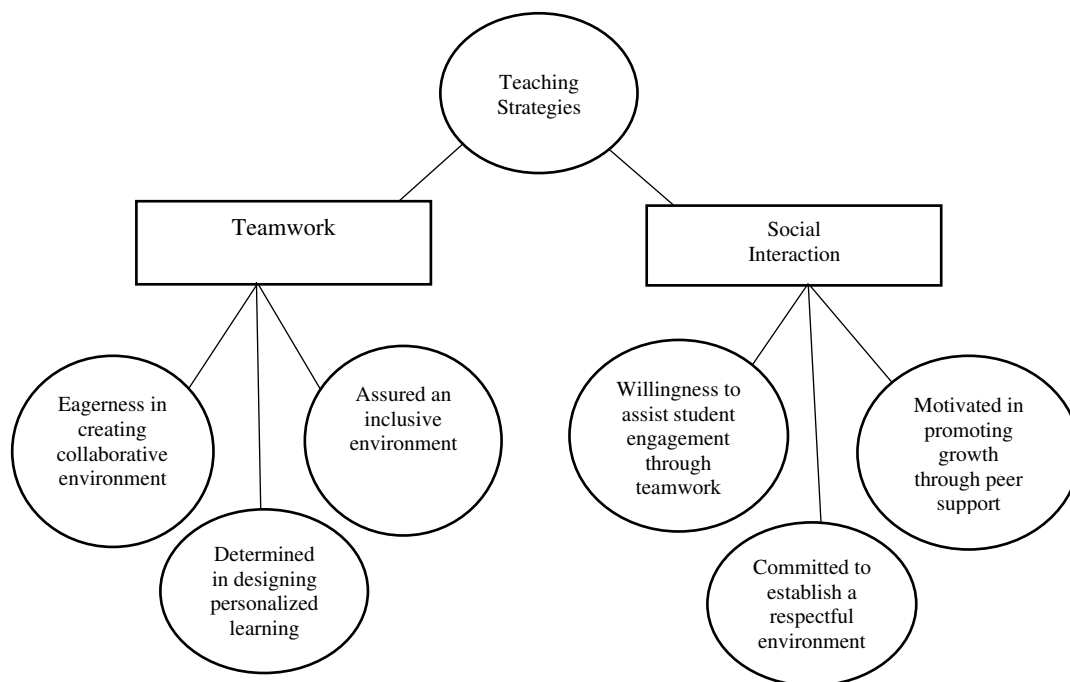 Teaching
Strategies
Teamwork
Social
Interaction
Eagerness in
creating
collaborative
environment
Assured an
inclusive
environment
Determined
in designing
personalized
learning
Willingness to
assist student
engagement
through
teamwork
Motivated in
promoting
growth
through peer
support
Committed to
establish a
respectful
environment